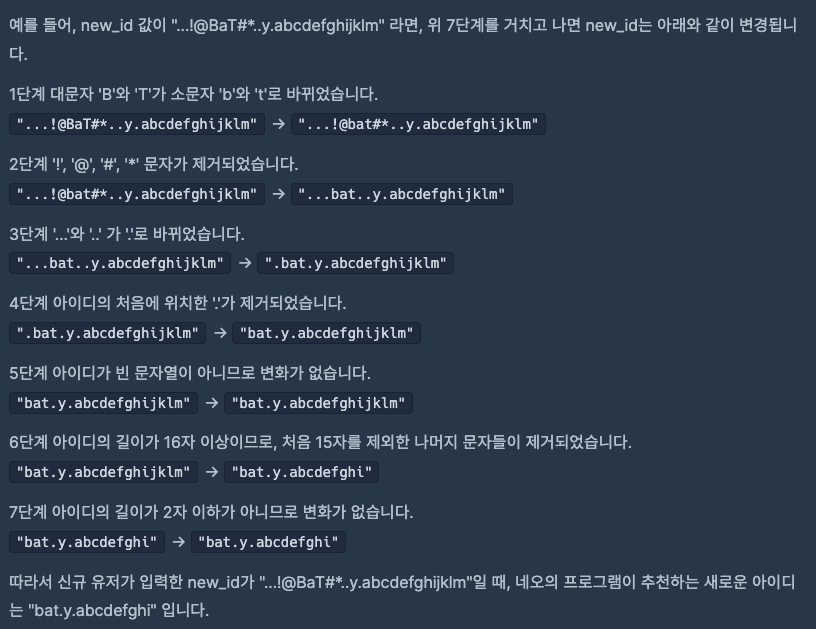 예를 들어, new_id 값이 "...!@BaT#*..y.abcdefghijklm" 라면, 위 7단계를 거치고 나면 new_id는 아래와 같이 변경됩니
다.
1단계 대문자 'B'와 'T'가 소문자 'b'와 't'로 바뀌었습니다.
"...!@BaT#*..y.abcdefghijklm" → "...!@bat#*..y.abcdefghijklm"
2단계 '!', '@', '#', '*' 문자가 제거되었습니다.
"...!@bat#*..y.abcdefghijklm" → "...bat..y.abcdefghijklm"
3단계 '...'와 '..' 가 '.'로 바뀌었습니다.
"...bat..y.abcdefghijklm" → ".bat.y.abcdefghijklm"
4단계 아이디의 처음에 위치한 '.'가 제거되었습니다.
".bat.y.abcdefghijklm" → "bat.y.abcdefghijklm"
5단계 아이디가 빈 문자열이 아니므로 변화가 없습니다.
"bat.y.abcdefghijklm" → "bat.y.abcdefghijklm"
6단계 아이디의 길이가 16자 이상이므로, 처음 15자를 제외한 나머지 문자들이 제거되었습니다.
"bat.y.abcdefghijklm" → "bat.y.abcdefghi"
7단계 아이디의 길이가 2자 이하가 아니므로 변화가 없습니다.
"bat.y.abcdefghi" → "bat.y.abcdefghi"
따라서 신규 유저가 입력한 new_id가 "...!@BaT#*..y.abcdefghijklm"일 때, 네오의 프로그램이 추천하는 새로운 아이디
는 "bat.y.abcdefghi" 입니다.